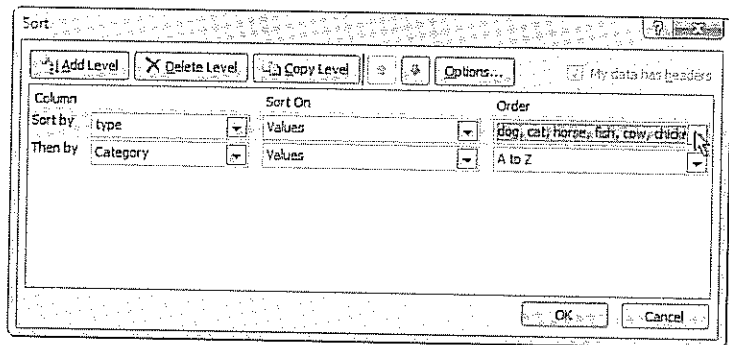 Sort
Add Level Delete Level Copy Level Options... My data has headers
Column Sort On Order
Sort by type Values dog, cat, horse, fish, cow, chicke
Then by Category Values A to Z
OK Cancel